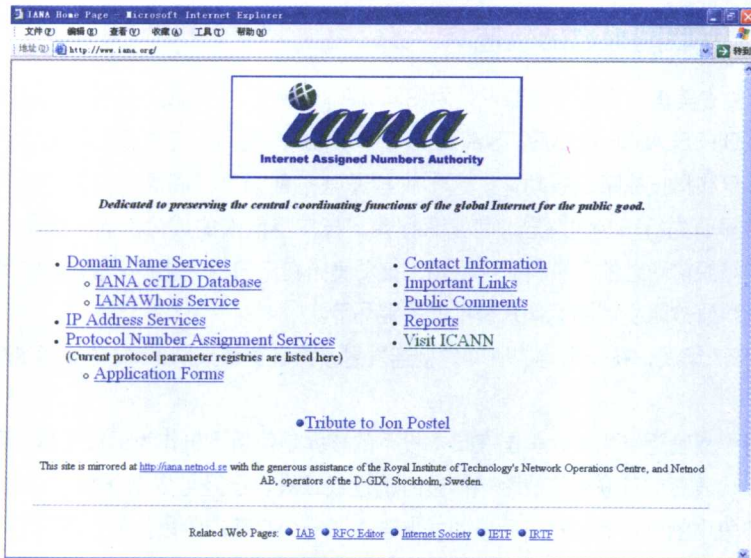 IANA Home Page - Microsoft Internet Explorer
文件(F) 编辑(E) 查看(V) 收藏(A) 工具(T) 帮助(H)
地址(D) http://www.iana.org/ 转到
iana
Internet Assigned Numbers Authority
Dedicated to preserving the central coordinating functions of the global Internet for the public good.
Domain Name Services
IANA ccTLD Database
IANA Whois Service
IP Address Services
Protocol Number Assignment Services
(Current protocol parameter registries are listed here)
Application Forms
Contact Information
Important Links
Public Comments
Reports
Visit ICANN
Tribute to Jon Postel
This site is mirrored at http://iana.netnod.se with the generous assistance of the Royal Institute of Technology's Network Operations Centre, and Netnod
AB, operators of the D-GIX, Stockholm, Sweden.
Related Web Pages: IAB RFC Editor Internet Society IETF IRTF